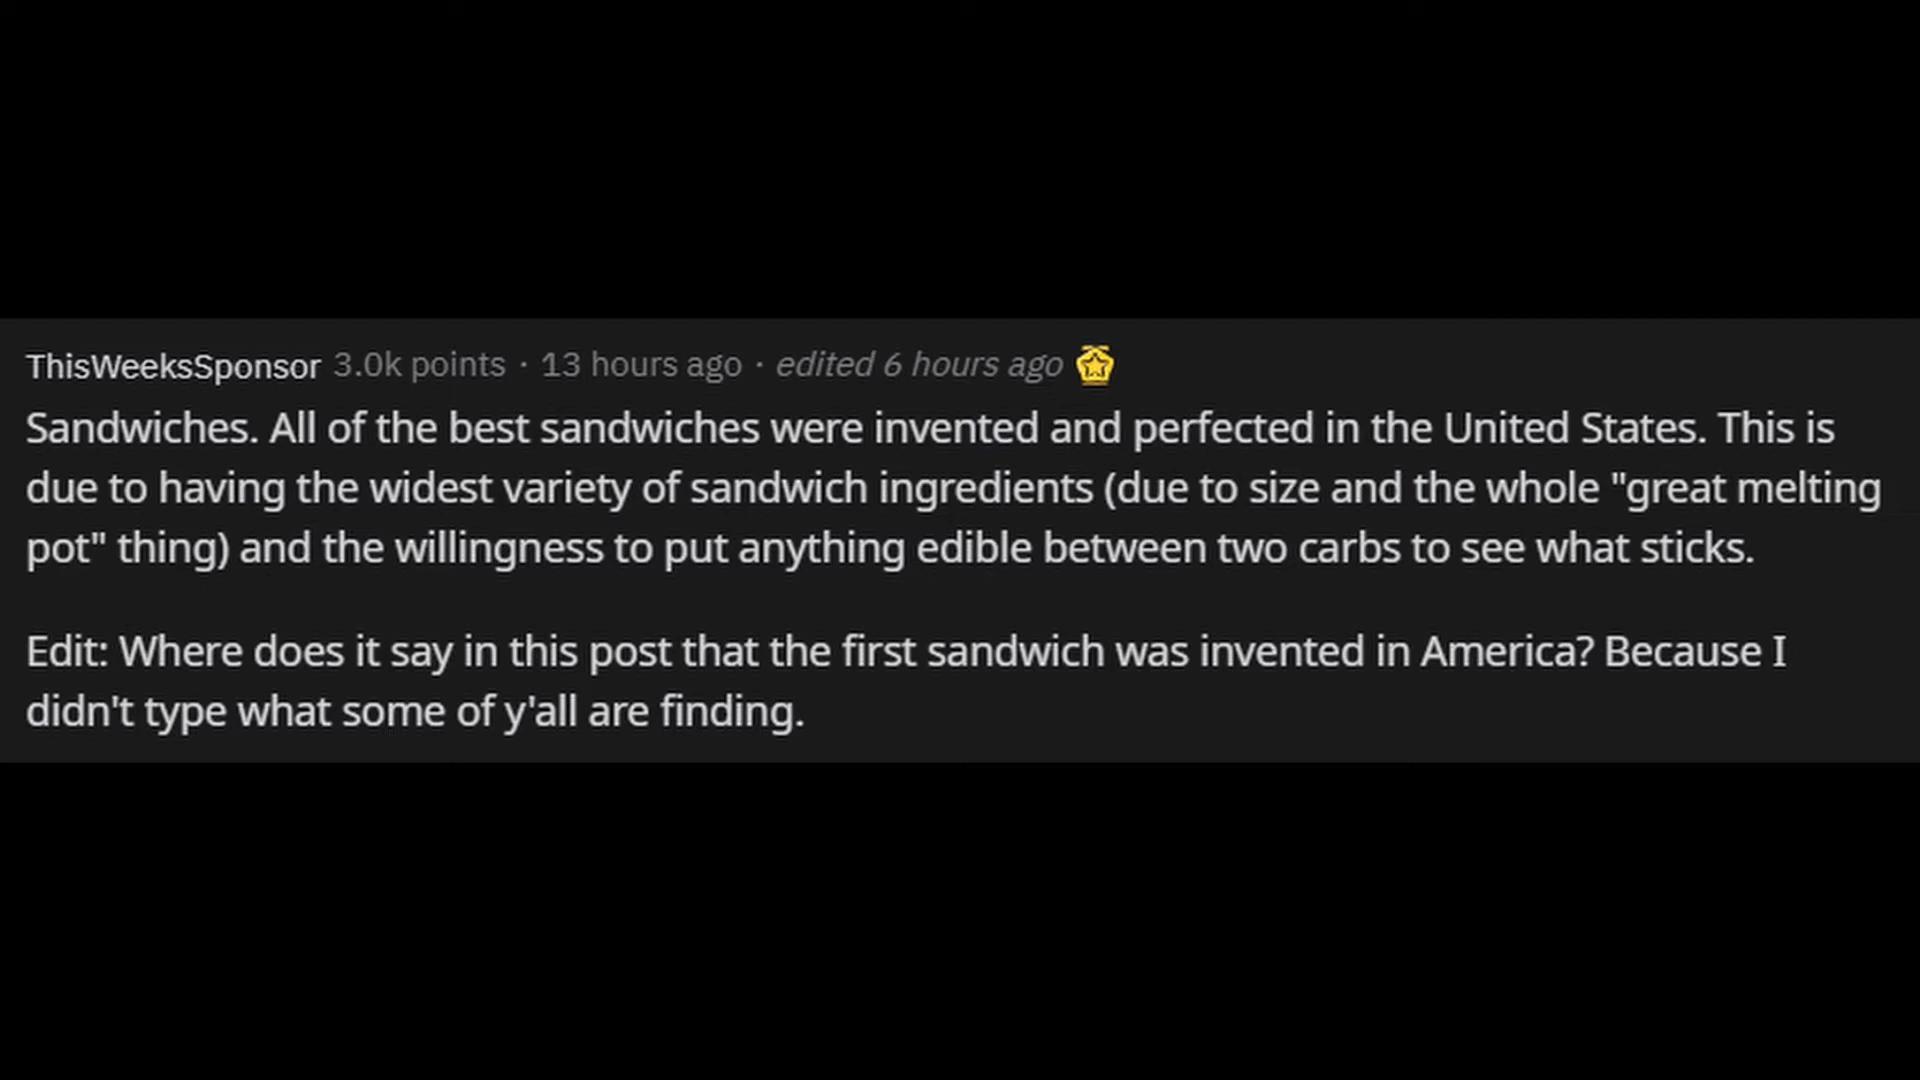 ThisWeeksSponsor 3.0k points · 13 hours ago · edited 6 hours ago
Sandwiches. All of the best sandwiches were invented and perfected in the United States. This is
due to having the widest variety of sandwich ingredients (due to size and the whole "great melting
pot" thing) and the willingness to put anything edible between two carbs to see what sticks.
Edit: Where does it say in this post that the first sandwich was invented in America? Because I
didn't type what some of y'all are finding.